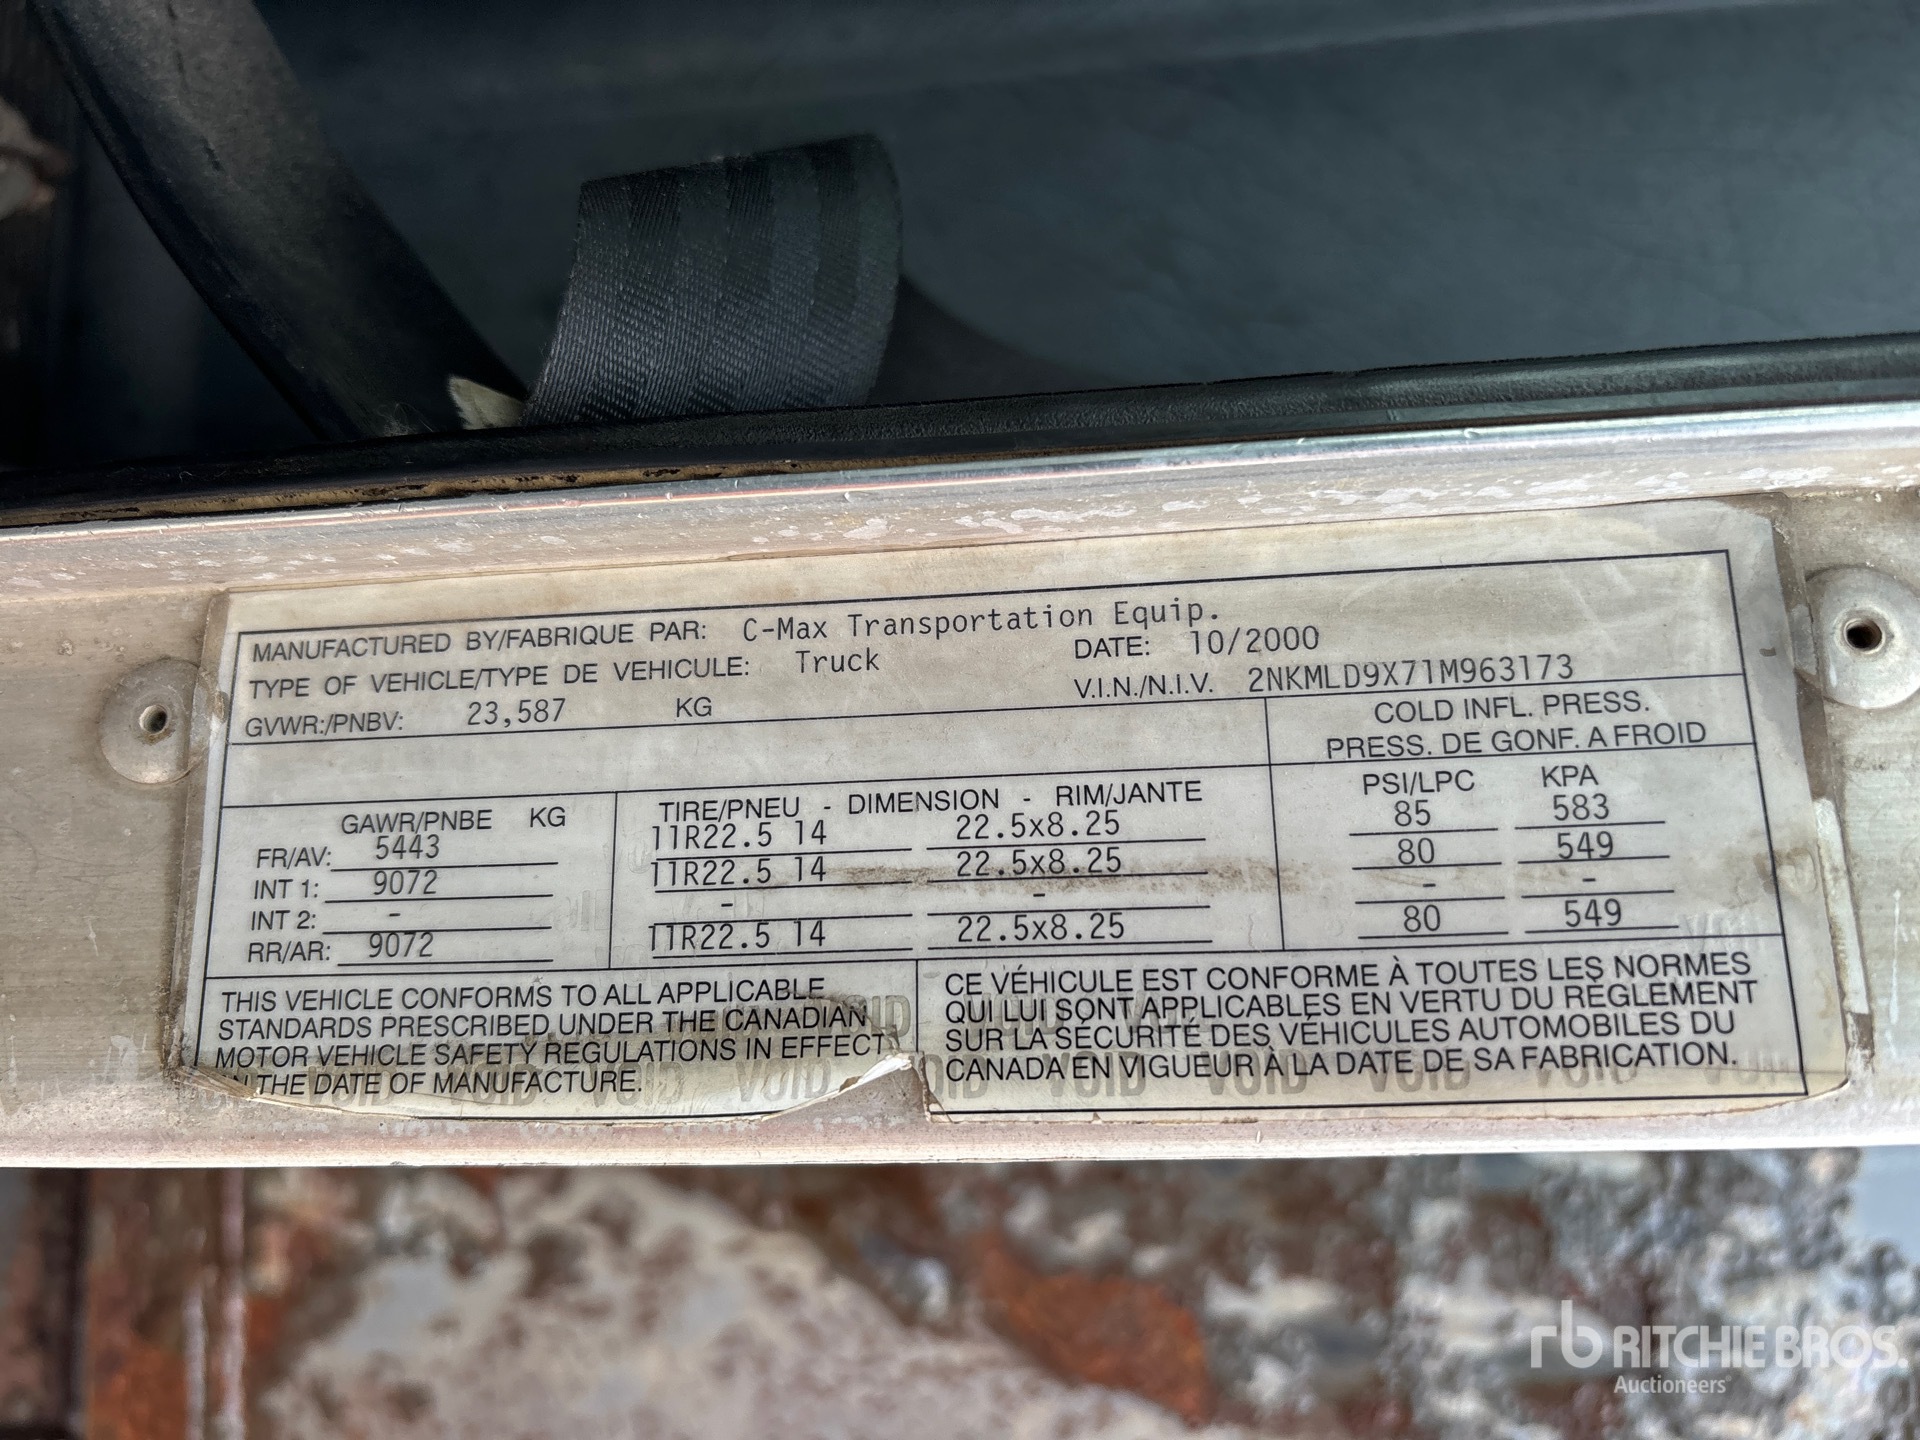 MANUFACTURED BY/FABRIQUE PAR: C-Max Transportation Equip.
TYPE OF VEHICLE/TYPE DE VEHICULE: Truck DATE: 10/2000
GVWR:/PNBV: 23,587 KG V.I.N./N.I.V. 2NKMLD9X71M963173
COLD INFL. PRESS.
PRESS. DE GONF. A FROID
GAWR/PNBE KG TIRE/PNEU - DIMENSION - RIM/JANTE PSI/LPC KPA
FR/AV: 5443 11R22.5 14 22.5x8.25 85 583
INT 1: 9072 11R22.5 14 22.5x8.25 80 549
INT 2: - - - - -
RR/AR: 9072 11R22.5 14 22.5x8.25 80 549
THIS VEHICLE CONFORMS TO ALL APPLICABLE
STANDARDS PRESCRIBED UNDER THE CANADIAN
MOTOR VEHICLE SAFETY REGULATIONS IN EFFECT
THE DATE OF MANUFACTURE.
CE VÉHICULE EST CONFORME À TOUTES LES NORMES
QUI LUI SONT APPLICABLES EN VERTU DU RÈGLEMENT
SUR LA SÉCURITÉ DES VÉHICULES AUTOMOBILES DU
CANADA EN VIGUEUR À LA DATE DE SA FABRICATION.
VOID VOID VOID VOID VOID VOID VOID
rb RITCHIE BROS.
Auctioneers